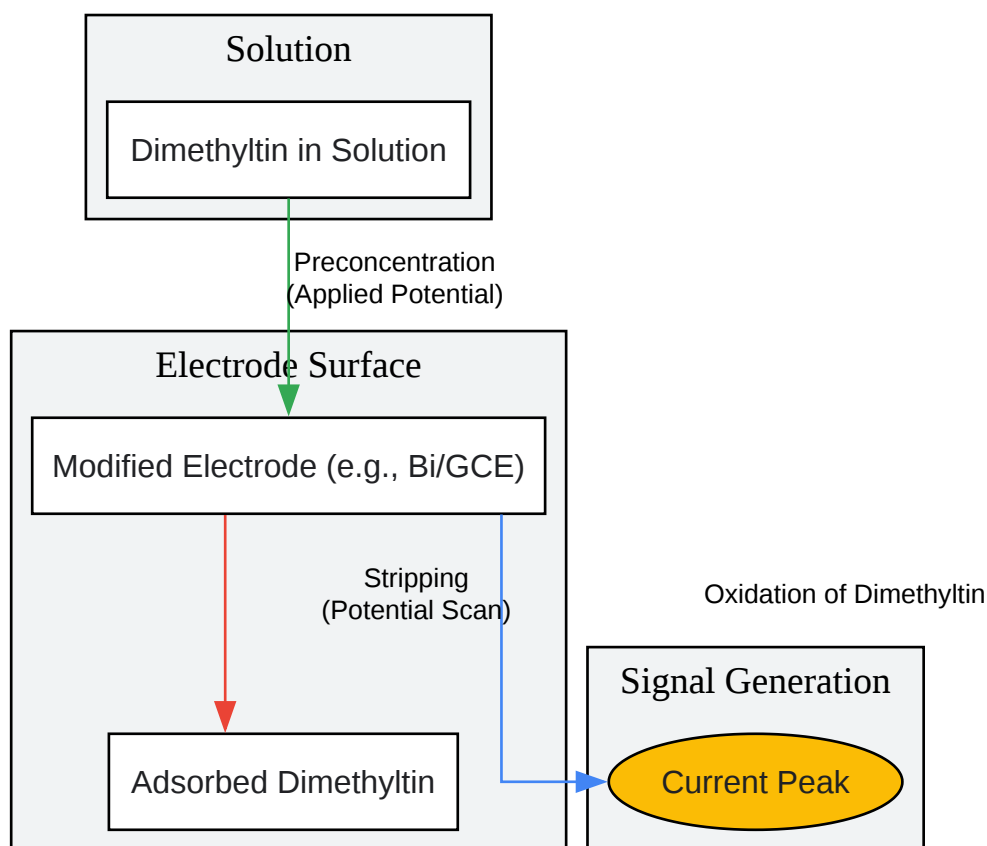 Solution
Dimethyltin in Solution
Preconcentration
(Applied Potential)
Electrode Surface
Modified Electrode (e.g., Bi/GCE)
Stripping
(Potential Scan)
Oxidation of Dimethyltin
Signal Generation
Adsorbed Dimethyltin
Current Peak